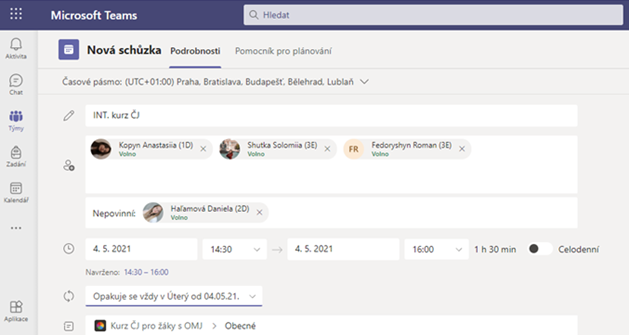 Microsoft Teams
Hledat
Aktivita
Chat
Týmy
Zadání
Kalendář
Aplikace
Nová schůzka Podrobnosti Pomocník pro plánování
Časové pásmo: (UTC+01:00) Praha, Bratislava, Budapešť, Bělehrad, Lublaň
INT. kurz ČJ
Kopyn Anastasiia (1D) Shutka Solomiia (3E) FR Fedoryshyn Roman (3E)
Volno Volno Volno
Nepovinní: Haľamová Daniela (2D)
Volno
4. 5. 2021 14:30 4. 5. 2021 16:00 1 h 30 min Celodenní
Navrženo: 14:30 – 16:00
Opakuje se vždy v Úterý od 04.05.21.
Kurz ČJ pro žáky s OMJ > Obecné